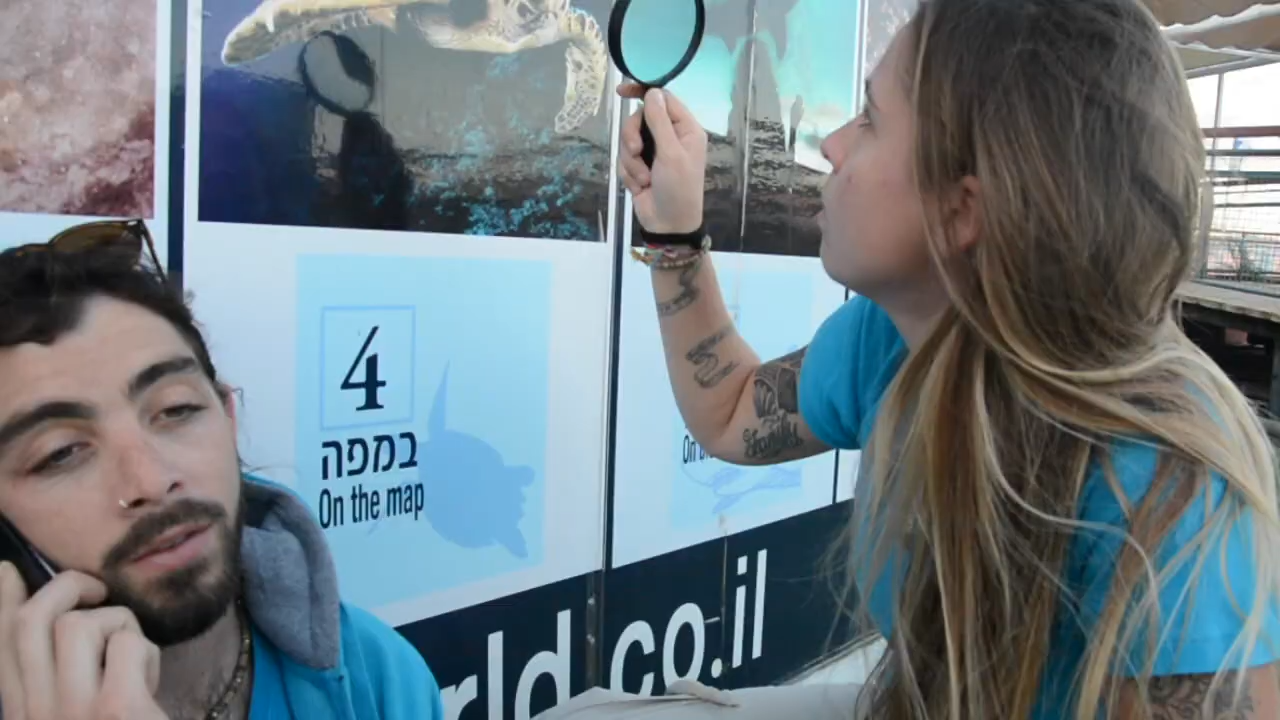 4
במפה
On the map
On
rld.co.il